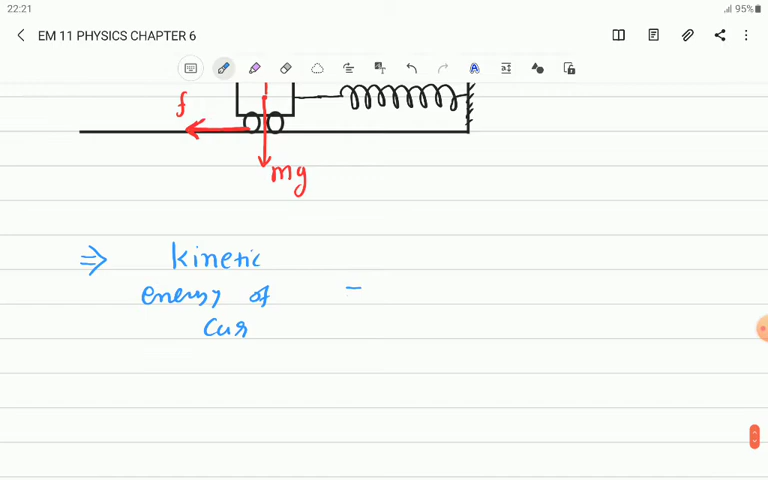 22:21
95%
EM 11 PHYSICS CHAPTER 6
f
mg
⇒ kinetic
energy of =
car